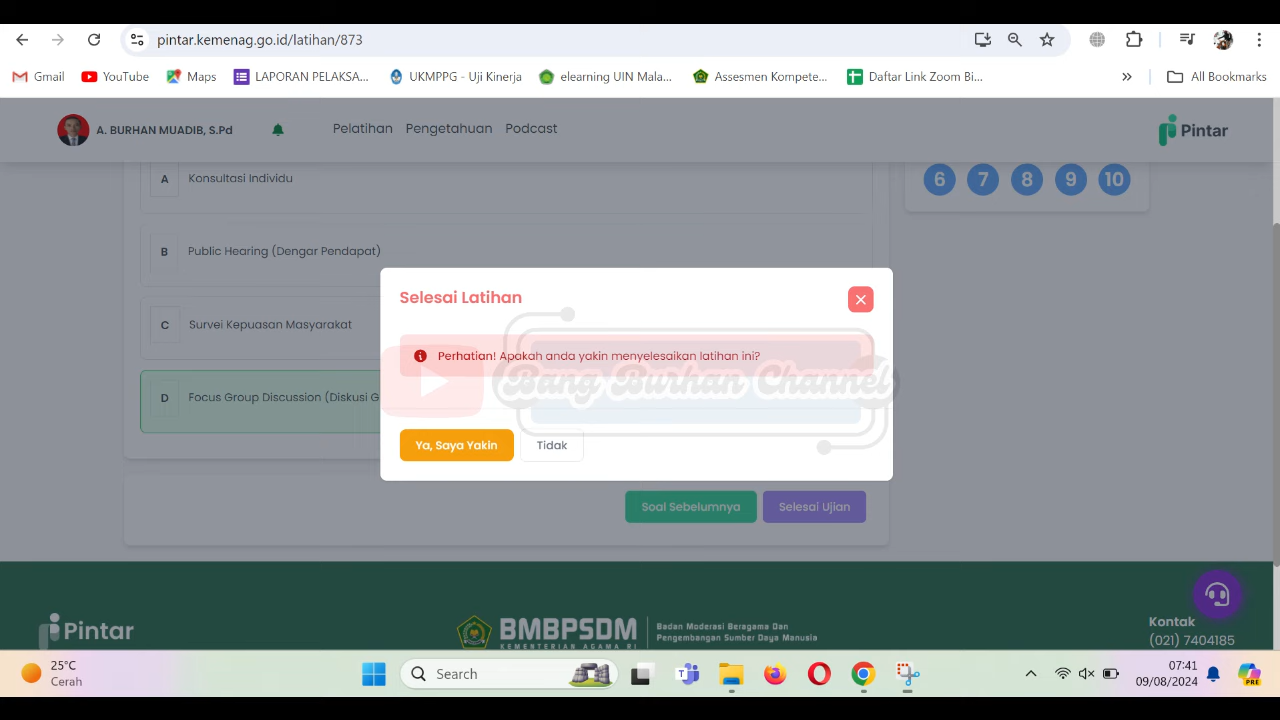 pintar.kemenag.go.id/latihan/873
Gmail
YouTube
Maps
LAPORAN PELAKSA...
UKMPPG - Uji Kinerja
elearning UIN Mala...
Assesmen Kompete...
Daftar Link Zoom Bi...
»
All Bookmarks
A. BURHAN MUADIB, S.Pd
Pelatihan
Pengetahuan
Podcast
Pintar
A Konsultasi Individu
6 7 8 9 10
B Public Hearing (Dengar Pendapat)
Selesai Latihan
C Survei Kepuasan Masyarakat
Perhatian! Apakah anda yakin menyelesaikan latihan ini?
Bang Burhan Channel
D Focus Group Discussion (Diskusi G
Ya, Saya Yakin
Tidak
Soal Sebelumnya
Selesai Ujian
Pintar
BMBPSDM
KEMENTERIAN AGAMA RI
Badan Moderasi Beragama Dan
Pengembangan Sumber Daya Manusia
Kontak
(021) 7404185
25°C
Cerah
Search
PRE
07:41
09/08/2024